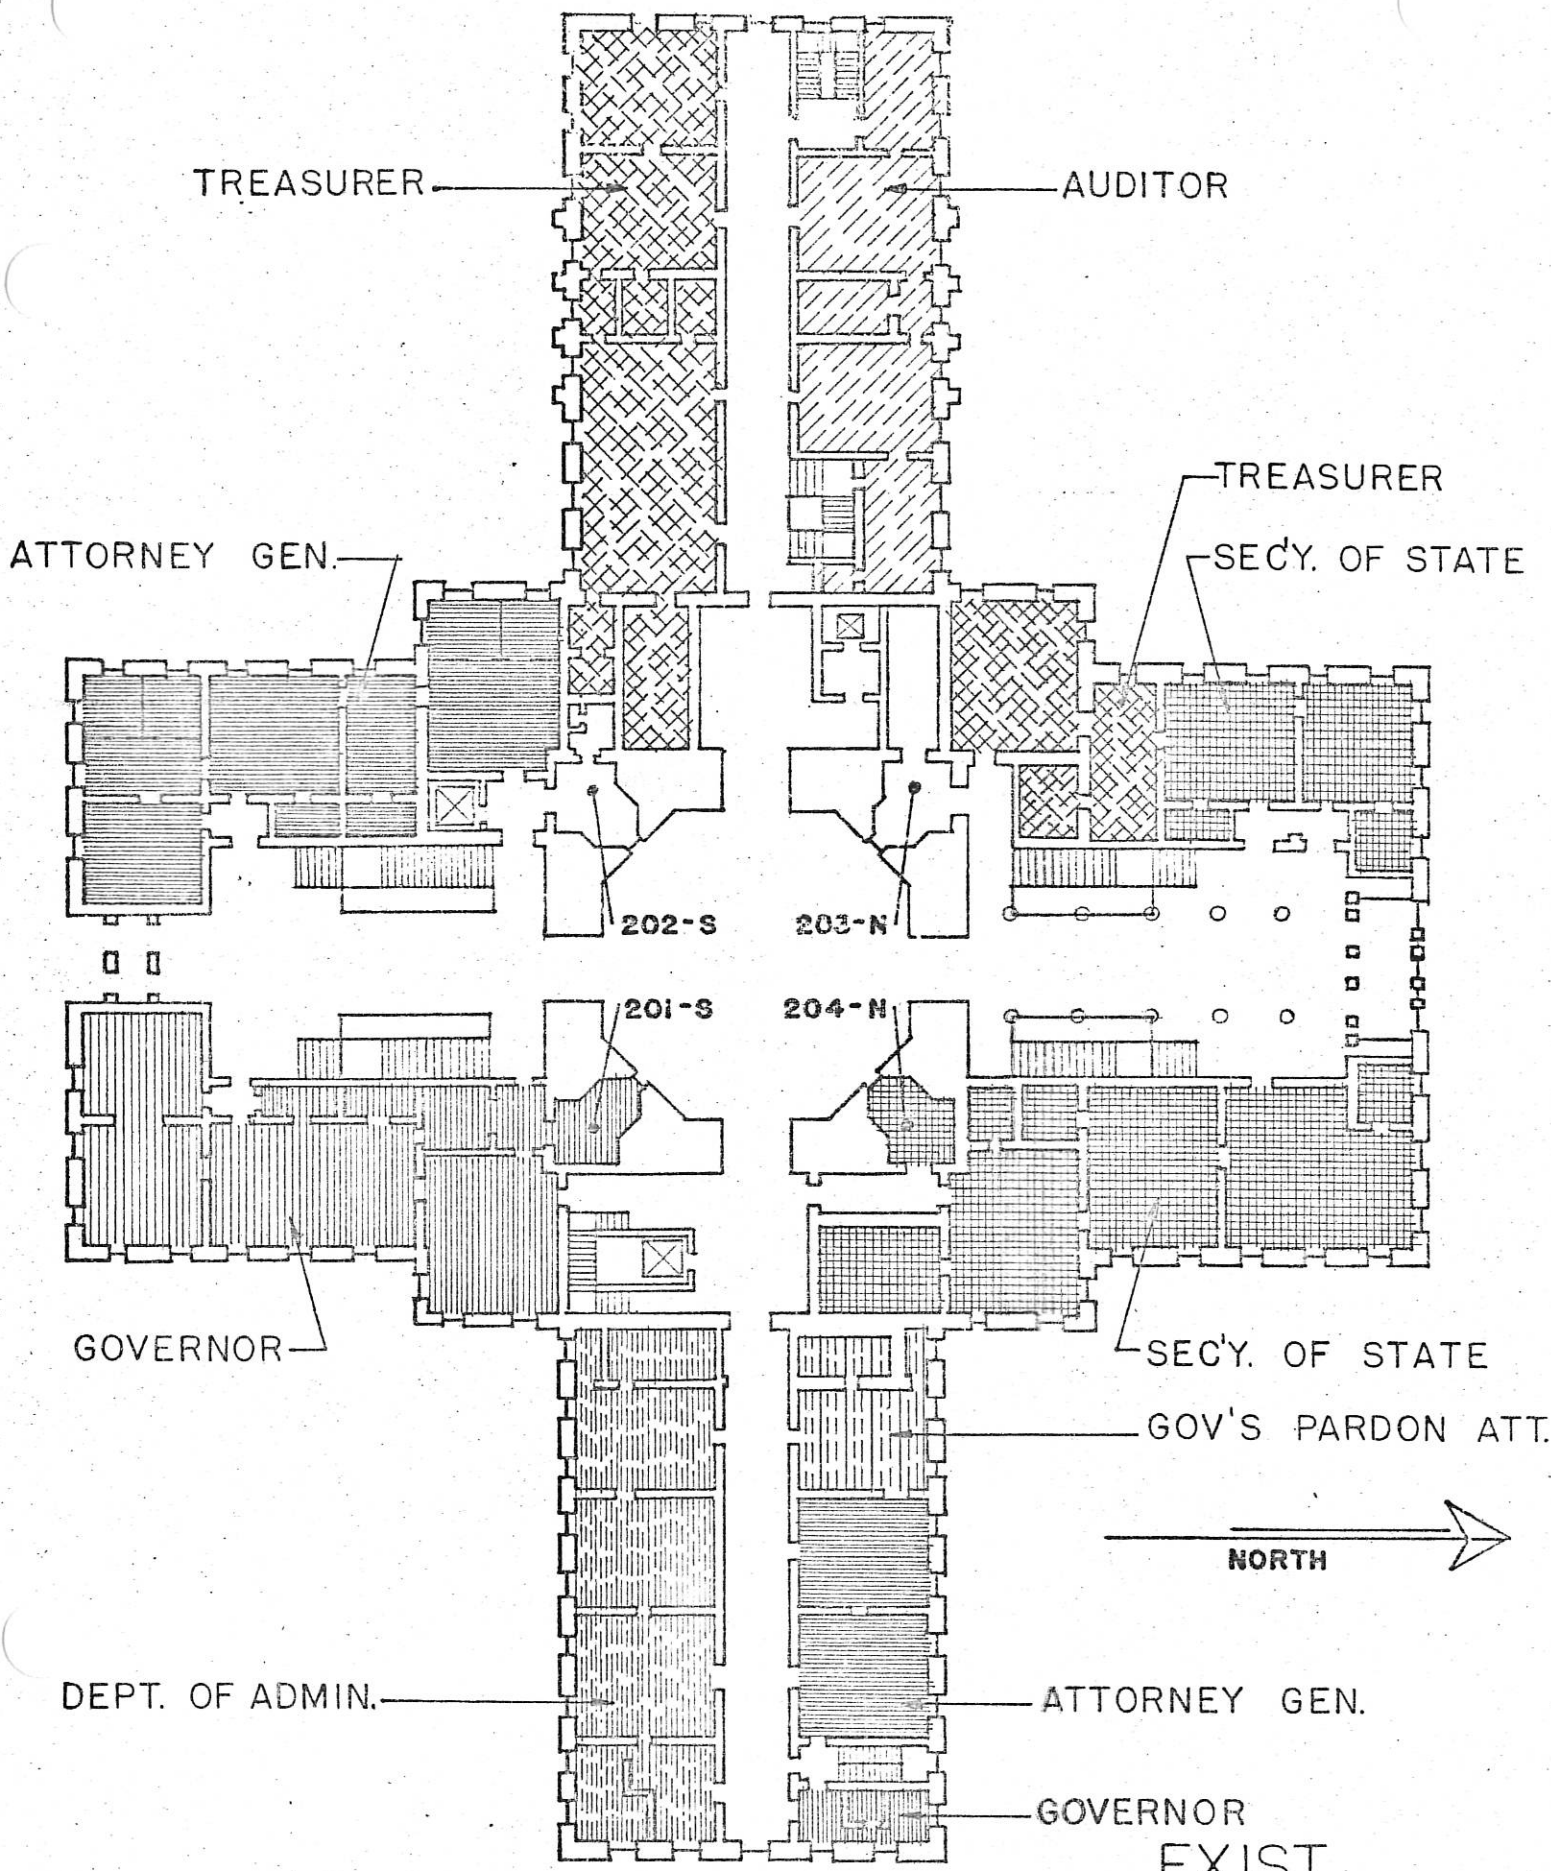 TREASURER
AUDITOR
TREASURER
SEC'Y. OF STATE
ATTORNEY GEN.
202-S
203-N
201-S
204-N
GOVERNOR
SEC'Y. OF STATE
GOV'S PARDON ATT.
NORTH
DEPT. OF ADMIN.
ATTORNEY GEN.
GOVERNOR
EXIST.